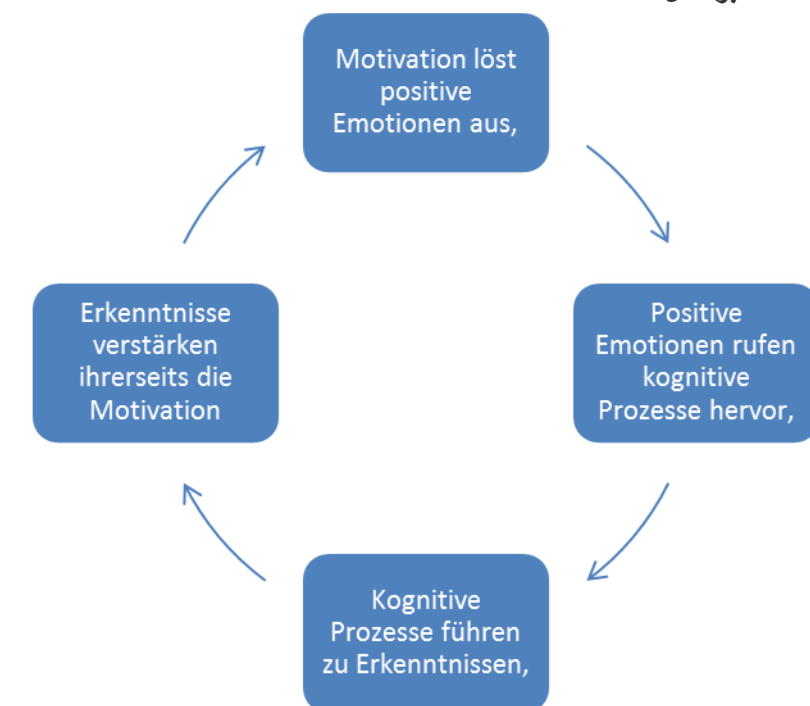 Motivation löst
positive
Emotionen aus,
Positive
Emotionen rufen
kognitive
Prozesse hervor,
Kognitive
Prozesse führen
zu Erkenntnissen,
Erkenntnisse
verstärken
ihrerseits die
Motivation